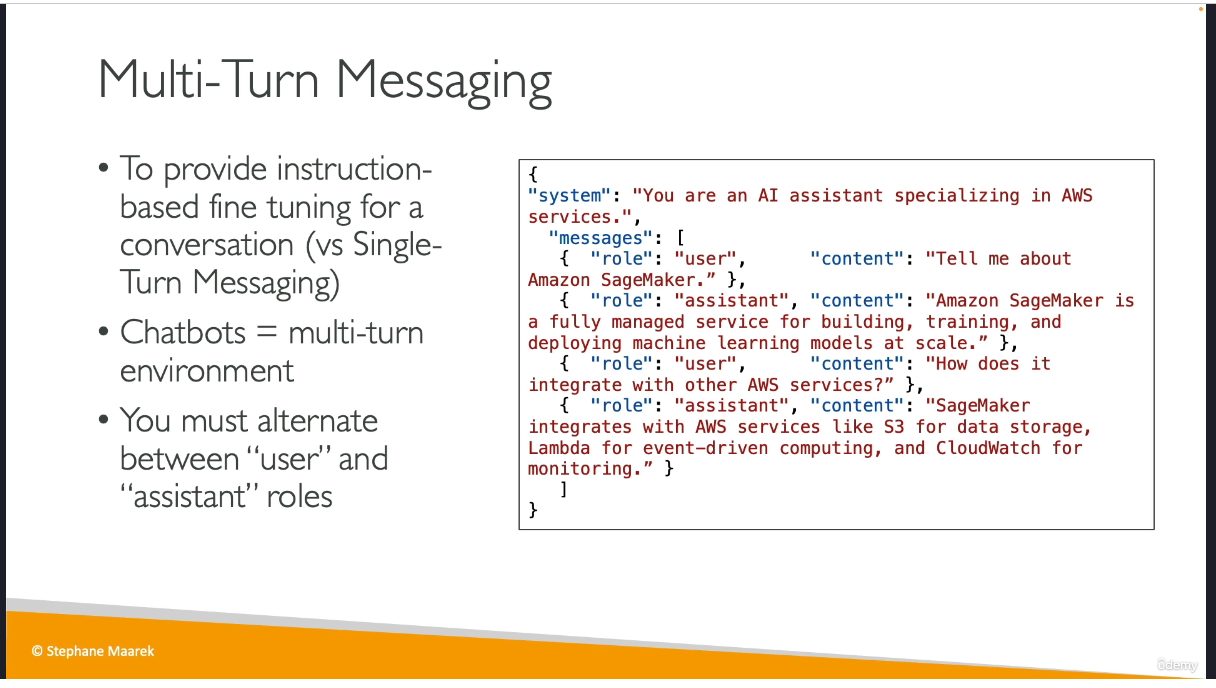 Multi-Turn Messaging
• To provide instruction-
based fine tuning for a
conversation (vs Single-
Turn Messaging)
• Chatbots = multi-turn
environment
• You must alternate
between “user” and
“assistant” roles
{
"system": "You are an AI assistant specializing in AWS
services.",
"messages": [
{ "role": "user", "content": "Tell me about
Amazon SageMaker.” },
{ "role": "assistant", "content": "Amazon SageMaker is
a fully managed service for building, training, and
deploying machine learning models at scale.” },
{ "role": "user", "content": "How does it
integrate with other AWS services?” },
{ "role": "assistant", "content": "SageMaker
integrates with AWS services like S3 for data storage,
Lambda for event-driven computing, and CloudWatch for
monitoring.” }
]
}
© Stephane Maarek
ûdemy